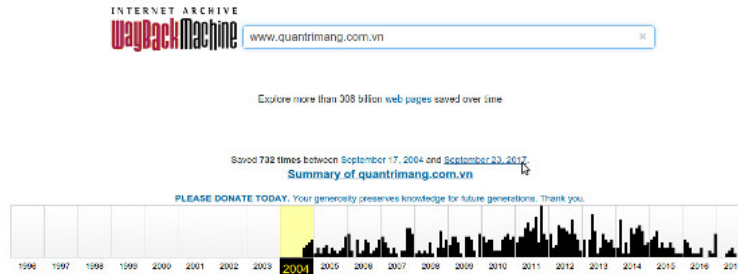 INTERNET ARCHIVE
WayBack Machine
www.quantrimang.com.vn ×
Explore more than 308 billion web pages saved over time
Saved 732 times between September 17, 2004 and September 23, 2017.
Summary of quantrimang.com.vn
PLEASE DONATE TODAY. Your generosity preserves knowledge for future generations. Thank you.
1996 1997 1998 1999 2000 2001 2002 2003 2004 2005 2006 2007 2008 2009 2010 2011 2012 2013 2014 2015 2016